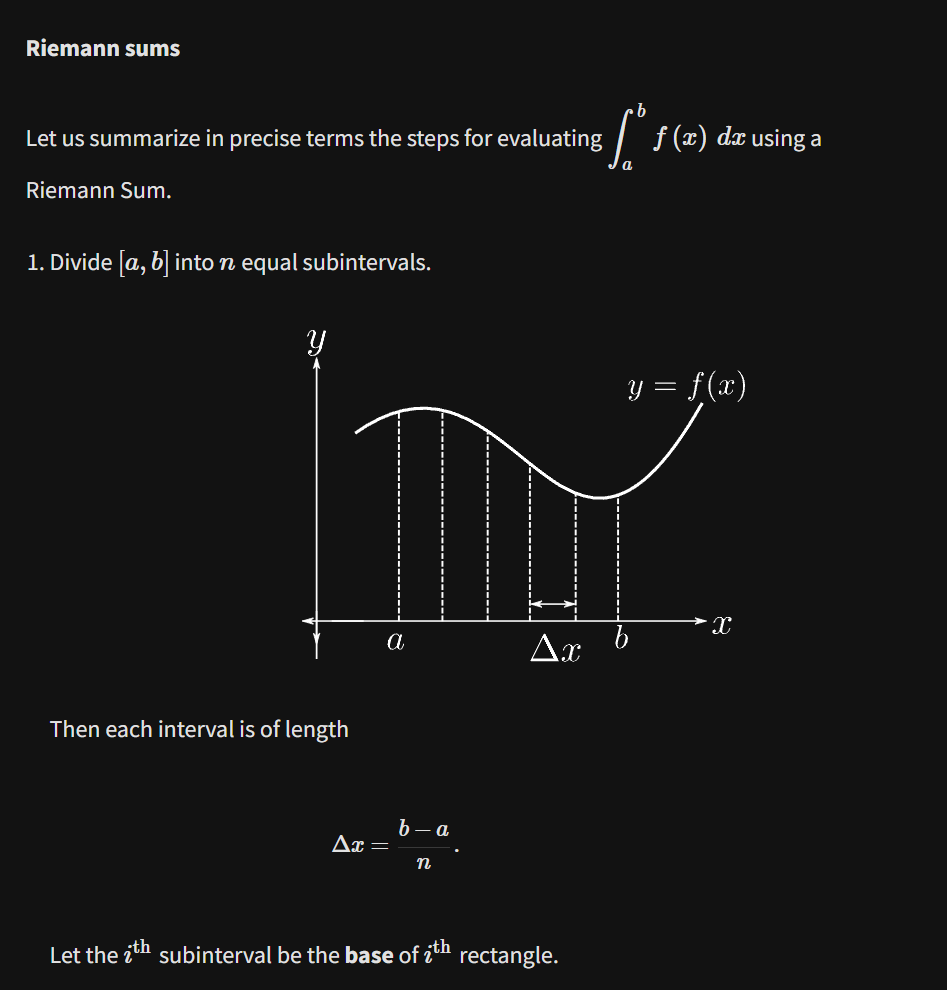 Riemann sums
Let us summarize in precise terms the steps for evaluating ∫_a^b f (x) dx using a
Riemann Sum.
1. Divide [a, b] into n equal subintervals.
y
y = f(x)
x
a
Δx
b
Then each interval is of length
Δx = (b − a)/n.
Let the i^th subinterval be the base of i^th rectangle.